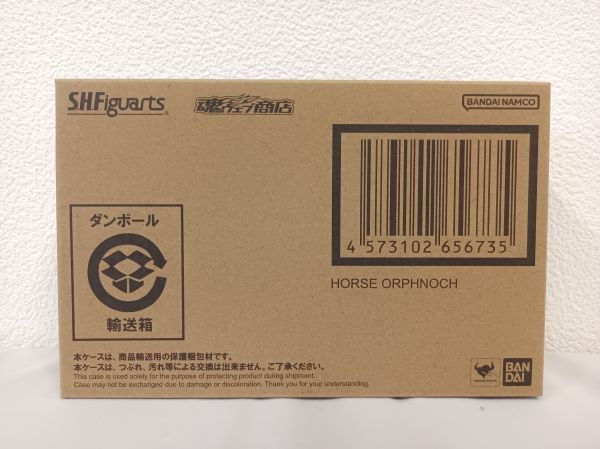 S.H.Figuarts
魂ウェブ商店
BANDAI NAMCO
4 573102 656735
HORSE ORPHNOCH
ダンボール
輸送箱
本ケースは、商品輸送用の保護梱包材です。
本ケースは、つぶれ、汚れ等による交換は出来ません。ご了承ください。
This case is used solely for the purpose of protecting product during shipment.
Case may not be exchanged due to damage or discoloration. Thank you for your understanding.
BAN
DAI